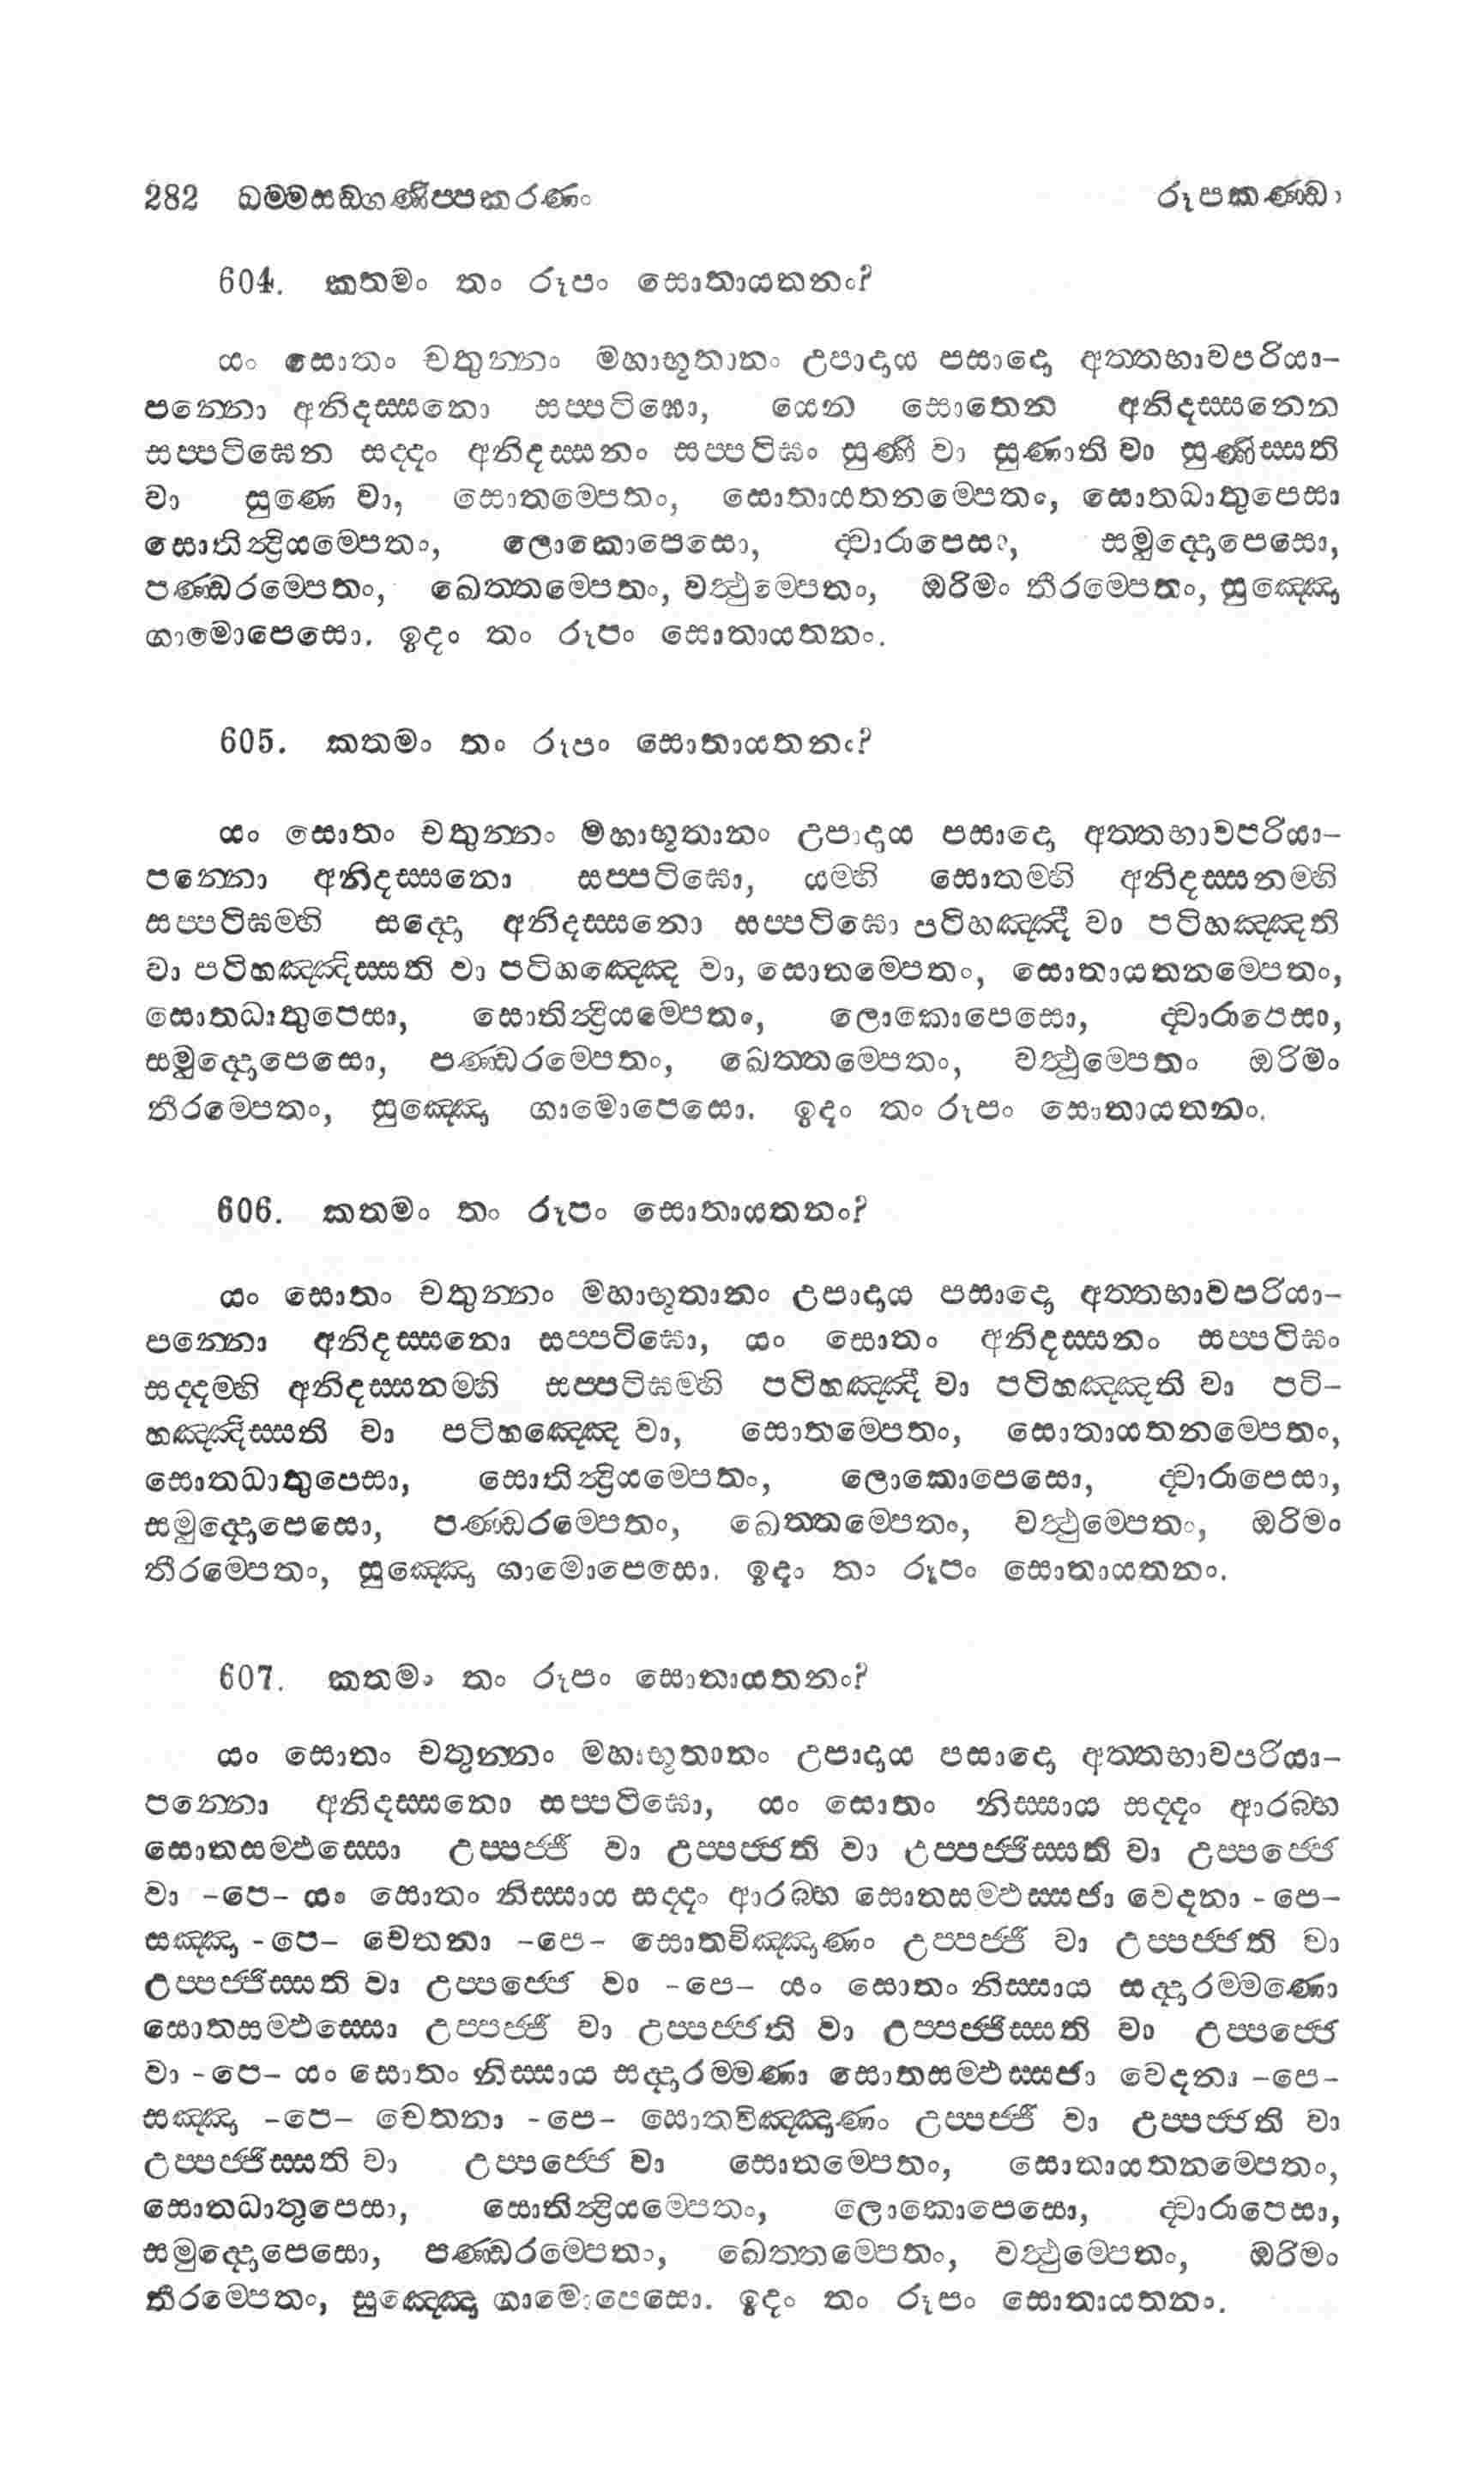 282 ධම්මසඞ්ගණිප්පකරණං රූපකණ්ඩං
604. කතමං තං රූපං සොතායතනං?
යං සොතං චතුන්නං මහාභූතානං උපාදාය පසාදො අත්තභාවපරියා-
පන්නො අනිදස්සනො සප්පටිඝො, යෙන සොතෙන අනිදස්සනෙන
සප්පටිඝෙන සද්දං අනිදස්සනං සප්පටිඝං සුණි වා සුණාති වා සුණිස්සති
වා සුණෙ වා, සොතම්පෙතං, සොතායතනම්පෙතං, සොතධාතුපෙසා
සොතින්ද්‍රියම්පෙතං, ලොකොපෙසො, ද්වාරාපෙසා, සමුද්දොපෙසො,
පණ්ඩරම්පෙතං, ඛෙත්තම්පෙතං, වත්ථුම්පෙතං, ඔරිමං තීරම්පෙතං, සුඤ්ඤො
ගාමොපෙසො. ඉදං තං රූපං සොතායතනං.
605. කතමං තං රූපං සොතායතනං?
යං සොතං චතුන්නං මහාභූතානං උපාදාය පසාදො අත්තභාවපරියා-
පන්නො අනිදස්සනො සප්පටිඝො, යම්හි සොතම්හි අනිදස්සනම්හි
සප්පටිඝම්හි සද්දො අනිදස්සනො සප්පටිඝො පටිහඤ්ඤි වා පටිහඤ්ඤති
වා පටිහඤ්ඤිස්සති වා පටිහඤ්ඤෙ වා, සොතම්පෙතං, සොතායතනම්පෙතං,
සොතධාතුපෙසා, සොතින්ද්‍රියම්පෙතං, ලොකොපෙසො, ද්වාරාපෙසා,
සමුද්දොපෙසො, පණ්ඩරම්පෙතං, ඛෙත්තම්පෙතං, වත්ථුම්පෙතං ඔරිමං
තීරම්පෙතං, සුඤ්ඤො ගාමොපෙසො. ඉදං තං රූපං සොතායතනං.
606. කතමං තං රූපං සොතායතනං?
යං සොතං චතුන්නං මහාභූතානං උපාදාය පසාදො අත්තභාවපරියා-
පන්නො අනිදස්සනො සප්පටිඝො, යං සොතං අනිදස්සනං සප්පටිඝං
සද්දම්හි අනිදස්සනම්හි සප්පටිඝම්හි පටිහඤ්ඤි වා පටිහඤ්ඤති වා පටි-
හඤ්ඤිස්සති වා පටිහඤ්ඤෙ වා, සොතම්පෙතං, සොතායතනම්පෙතං,
සොතධාතුපෙසා, සොතින්ද්‍රියම්පෙතං, ලොකොපෙසො, ද්වාරාපෙසා,
සමුද්දොපෙසො, පණ්ඩරම්පෙතං, ඛෙත්තම්පෙතං, වත්ථුම්පෙතං, ඔරිමං
තීරම්පෙතං, සුඤ්ඤො ගාමොපෙසො. ඉදං තං රූපං සොතායතනං.
607. කතමං තං රූපං සොතායතනං?
යං සොතං චතුන්නං මහාභූතානං උපාදාය පසාදො අත්තභාවපරියා-
පන්නො අනිදස්සනො සප්පටිඝො, යං සොතං නිස්සාය සද්දං ආරබ්භ
සොතසම්ඵස්සො උප්පජ්ජි වා උප්පජ්ජති වා උප්පජ්ජිස්සති වා උප්පජ්ජෙ
වා -පෙ- යං සොතං නිස්සාය සද්දං ආරබ්භ සොතසම්ඵස්සජා වෙදනා -පෙ-
සඤ්ඤා -පෙ- චෙතනා -පෙ- සොතවිඤ්ඤාණං උප්පජ්ජි වා උප්පජ්ජති වා
උප්පජ්ජිස්සති වා උප්පජ්ජෙ වා -පෙ- යං සොතං නිස්සාය සද්දාරම්මණො
සොතසම්ඵස්සො උප්පජ්ජි වා උප්පජ්ජති වා උප්පජ්ජිස්සති වා උප්පජ්ජෙ
වා -පෙ- යං සොතං නිස්සාය සද්දාරම්මණා සොතසම්ඵස්සජා වෙදනා -පෙ-
සඤ්ඤා -පෙ- චෙතනා -පෙ- සොතවිඤ්ඤාණං උප්පජ්ජි වා උප්පජ්ජති වා
උප්පජ්ජිස්සති වා උප්පජ්ජෙ වා සොතම්පෙතං, සොතායතනම්පෙතං,
සොතධාතුපෙසා, සොතින්ද්‍රියම්පෙතං, ලොකොපෙසො, ද්වාරාපෙසා,
සමුද්දොපෙසො, පණ්ඩරම්පෙතං, ඛෙත්තම්පෙතං, වත්ථුම්පෙතං, ඔරිමං
තීරම්පෙතං, සුඤ්ඤො ගාමොපෙසො. ඉදං තං රූපං සොතායතනං.